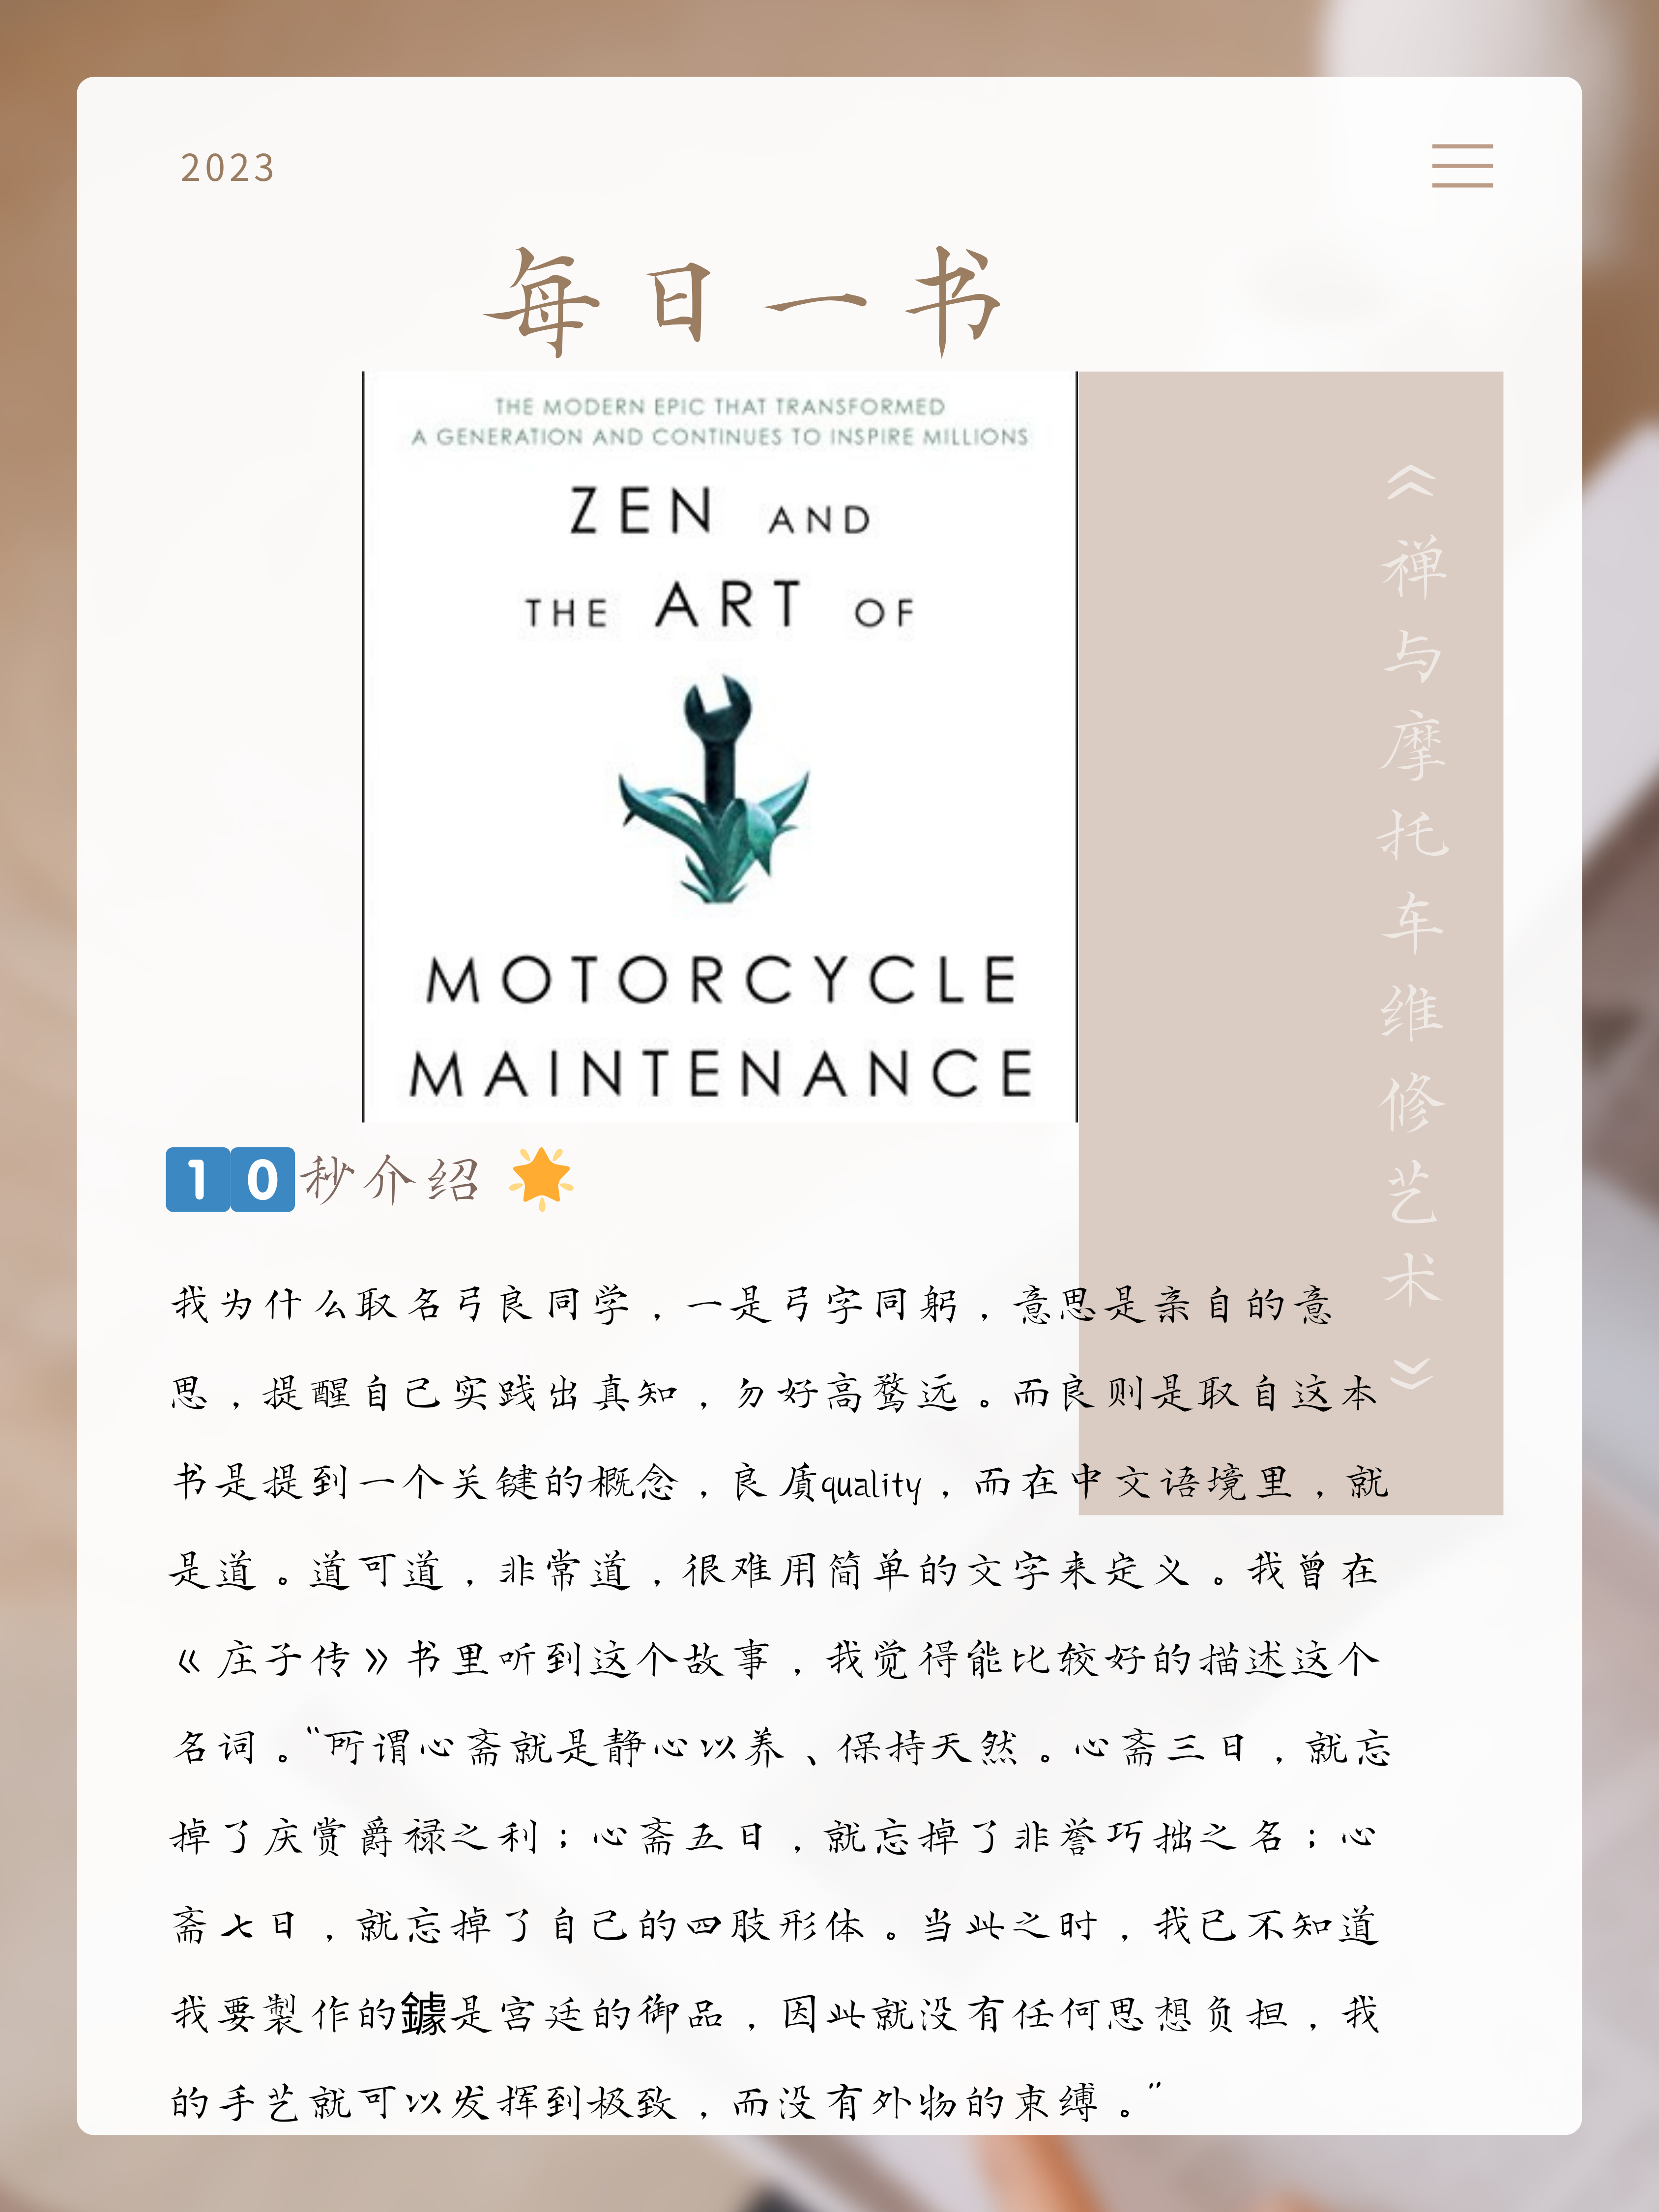 2023
每日一书
THE MODERN EPIC THAT TRANSFORMED
A GENERATION AND CONTINUES TO INSPIRE MILLIONS
ZEN AND
THE ART OF
MOTORCYCLE
MAINTENANCE
《禅与摩托车维修艺术》
10秒介绍
我为什么取名弓良同学，一是弓字同躬，意思是亲自的意
思，提醒自己实践出真知，勿好高骛远。而良则是取自这本
书是提到一个关键的概念，良质quality，而在中文语境里，就
是道。道可道，非常道，很难用简单的文字来定义。我曾在
《庄子传》书里听到这个故事，我觉得能比较好的描述这个
名词。“所谓心斋就是静心以养、保持天然。心斋三日，就忘
掉了庆赏爵禄之利；心斋五日，就忘掉了非誉巧拙之名；心
斋七日，就忘掉了自己的四肢形体。当此之时，我已不知道
我要製作的鐻是宫廷的御品，因此就没有任何思想负担，我
的手艺就可以发挥到极致，而没有外物的束缚。”